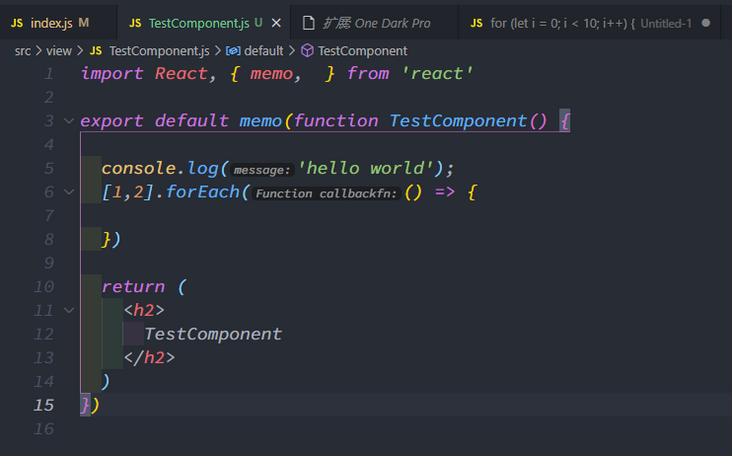 JS index.js M
JS TestComponent.js U ×
扩展: One Dark Pro
JS for (let i = 0; i < 10; i++) { Untitled-1
src > view > JS TestComponent.js > default > TestComponent
1 import React, { memo,  } from 'react'
2
3 export default memo(function TestComponent() {
4
5 console.log(message:'hello world');
6 [1,2].forEach(Function callbackfn:() => {
7
8 })
9
10 return (
11 <h2>
12 TestComponent
13 </h2>
14 )
15 })
16